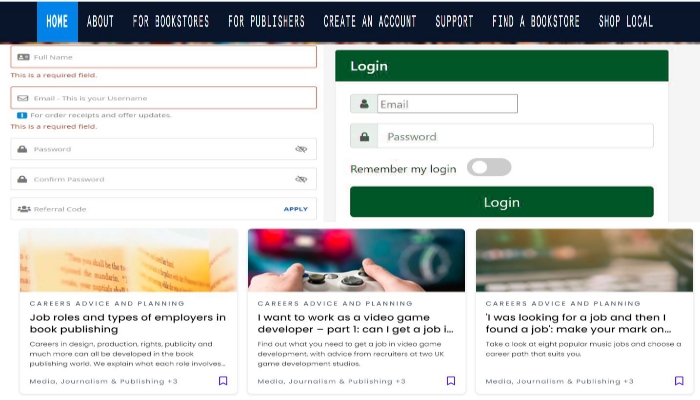 HOME ABOUT FOR BOOKSTORES FOR PUBLISHERS CREATE AN ACCOUNT SUPPORT FIND A BOOKSTORE SHOP LOCAL
Full Name
This is a required field.
Email - This is your Username
For order receipts and offer updates.
This is a required field.
Password
Confirm Password
Referral Code APPLY
Login
Email
Password
Remember my login
Login
CAREERS ADVICE AND PLANNING
Job roles and types of employers in
book publishing
Careers in design, production, rights, publicity and
much more can all be developed in the book
publishing world. We explain what each role involves...
Media, Journalism & Publishing +3
CAREERS ADVICE AND PLANNING
I want to work as a video game
developer – part 1: can I get a job i...
Find out what you need to get a job in video game
development, with advice from recruiters at two UK
game development studios.
Media, Journalism & Publishing +3
CAREERS ADVICE AND PLANNING
'I was looking for a job and then I
found a job': make your mark on...
Take a look at eight popular music jobs and choose a
career path that suits you.
Media, Journalism & Publishing +3